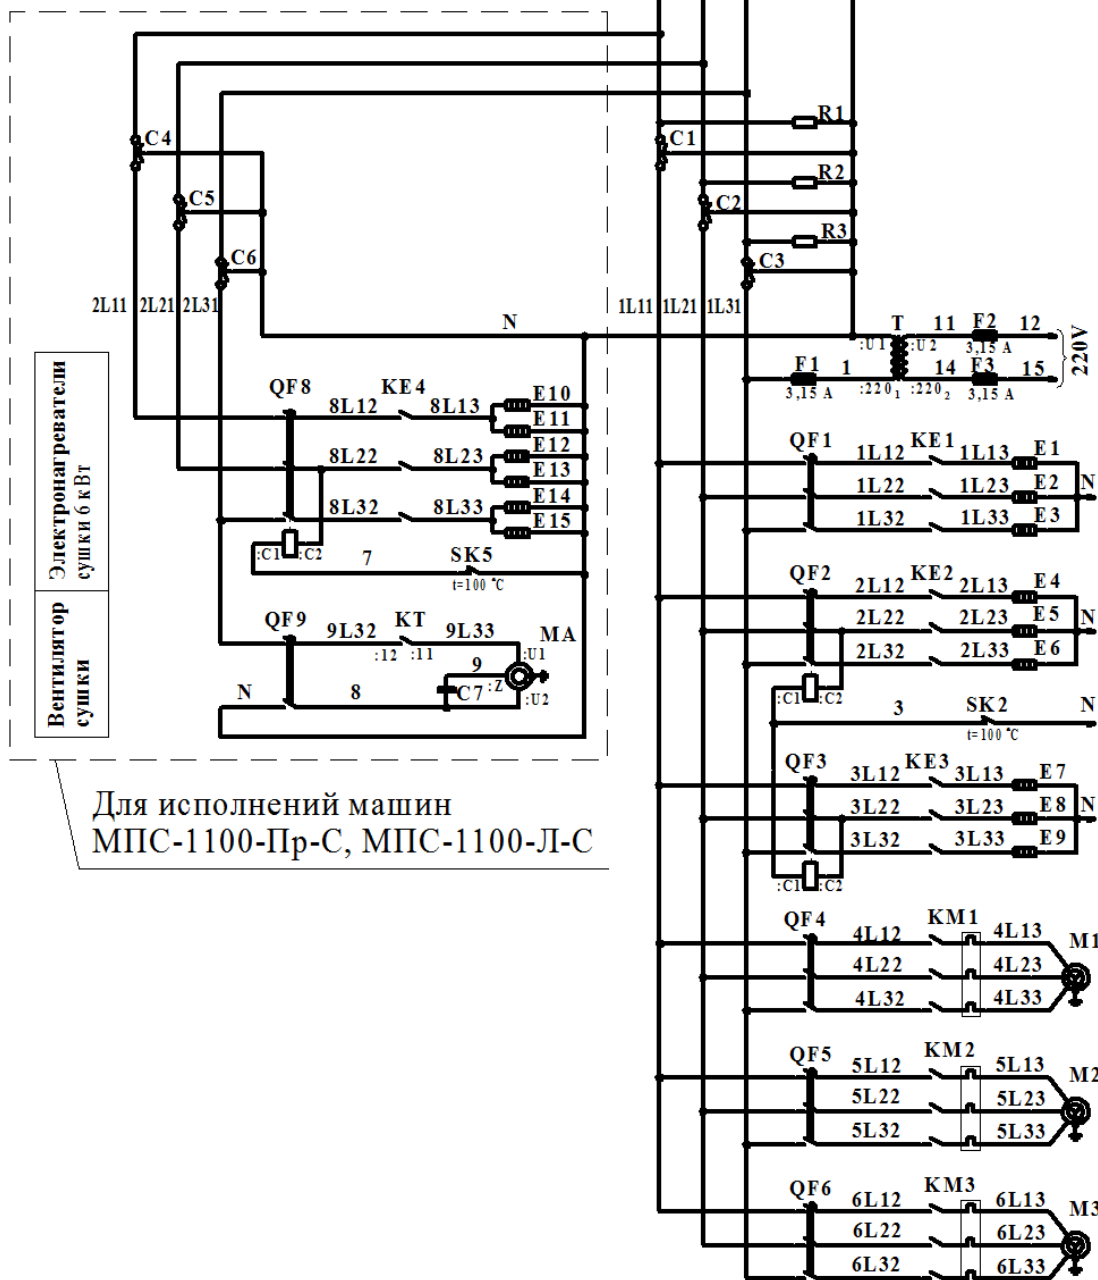 R1
C4
C1
R2
C5
C2
R3
C6
C3
2L11 2L21 2L31
1L11 1L21 1L31
N
T
11
F2
12
:U1
:U2
3,15 A
F1
1
14
F3
15
3,15 A
:220₁
:220₂
3,15 A
220V
Электронагреватели
сушки 6 кВт
QF8
8L12
KE4
8L13
E10
E11
8L22
8L23
E12
E13
8L32
8L33
E14
E15
:C1
:C2
7
SK5
t=100 °C
Вентилятор
сушки
QF9
9L32
KT
9L33
MA
:12
:11
:U1
9
N
8
C7
:Z
:U2
Для исполнений машин
МПС-1100-Пр-С, МПС-1100-Л-С
QF1
1L12
KE1
1L13
E1
1L22
1L23
E2
N
1L32
1L33
E3
QF2
2L12
KE2
2L13
E4
2L22
2L23
E5
N
2L32
2L33
E6
:C1
:C2
3
SK2
N
t=100 °C
QF3
3L12
KE3
3L13
E7
3L22
3L23
E8
N
3L32
3L33
E9
:C1
:C2
QF4
4L12
KM1
4L13
M1
4L22
4L23
4L32
4L33
QF5
5L12
KM2
5L13
M2
5L22
5L23
5L32
5L33
QF6
6L12
KM3
6L13
M3
6L22
6L23
6L32
6L33